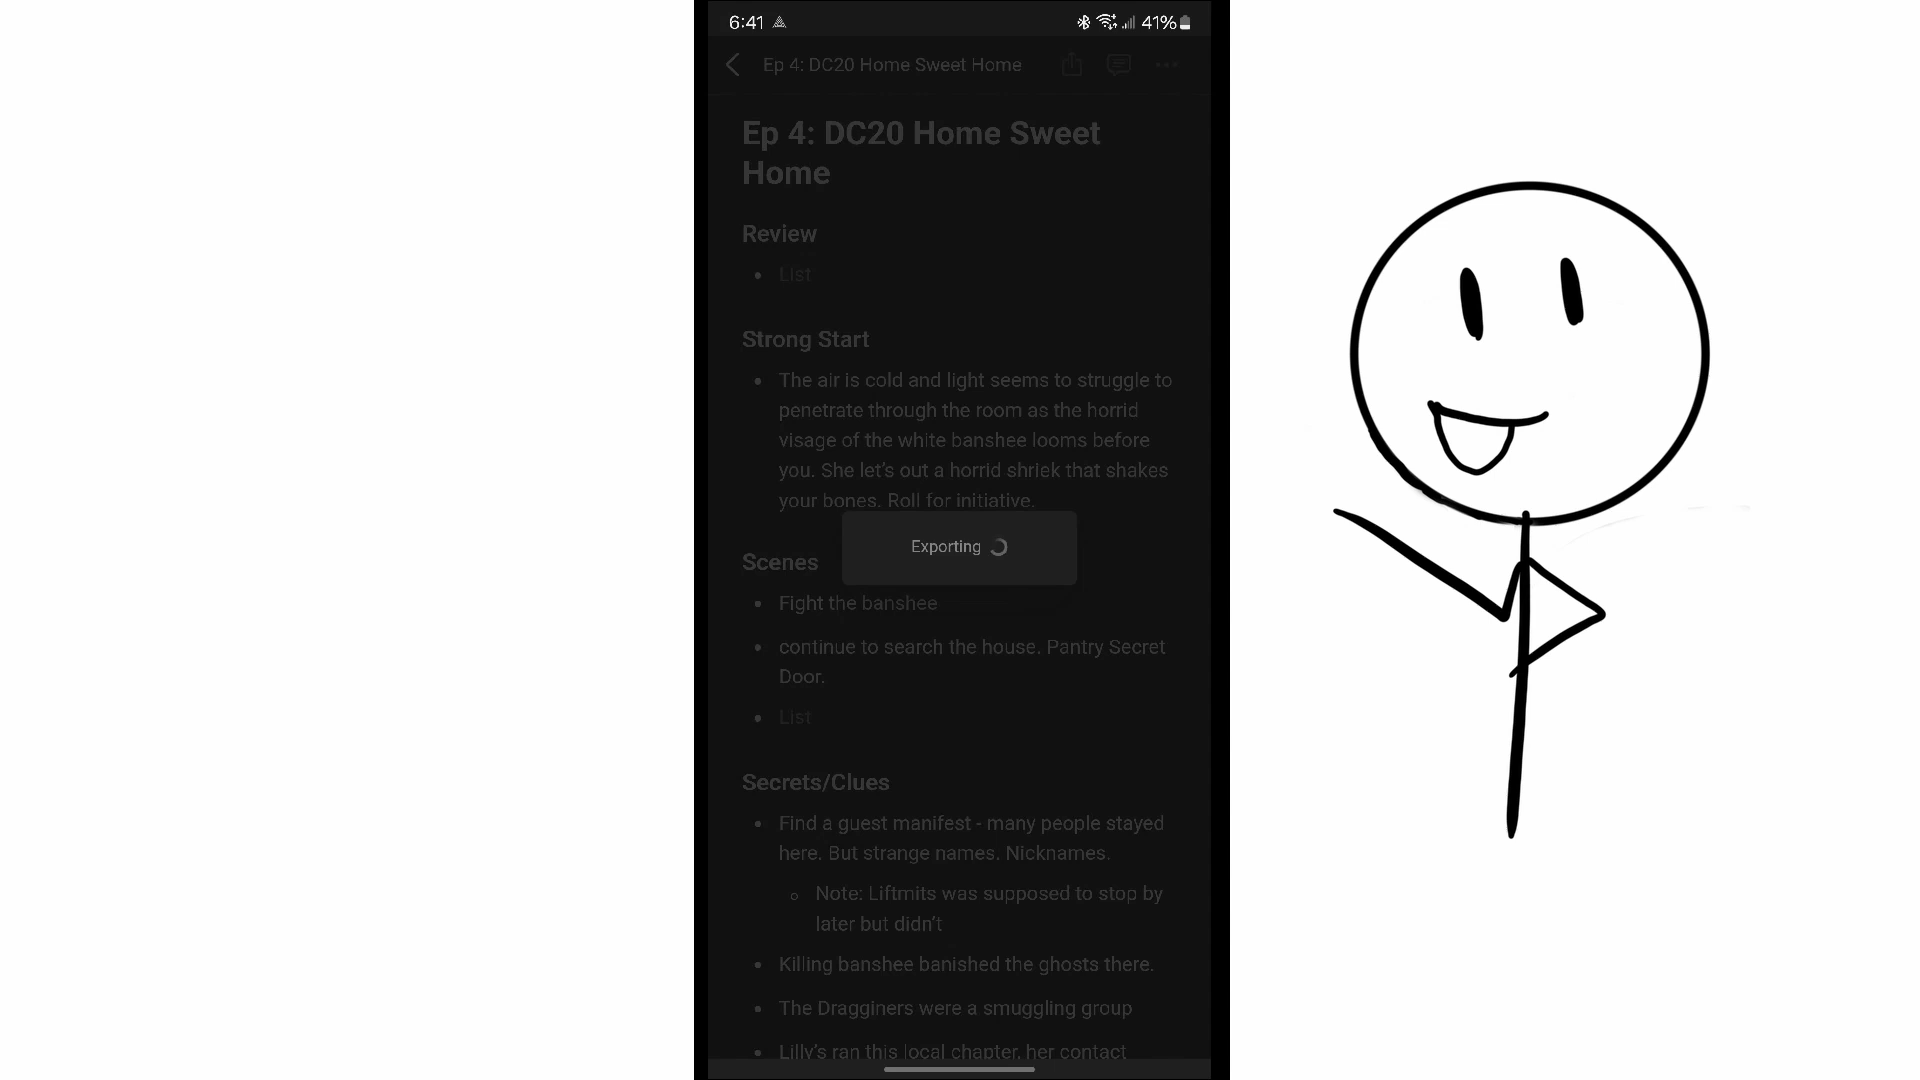 6:41
41%
Ep 4: DC20 Home Sweet Home
Ep 4: DC20 Home Sweet
Home
Review
• List
Strong Start
• The air is cold and light seems to struggle to
penetrate through the room as the horrid
visage of the white banshee looms before
you. She let’s out a horrid shriek that shakes
your bones. Roll for initiative.
Exporting
Scenes
• Fight the banshee
• continue to search the house. Pantry Secret
Door.
• List
Secrets/Clues
• Find a guest manifest - many people stayed
here. But strange names. Nicknames.
◦ Note: Liftmits was supposed to stop by
later but didn’t
• Killing banshee banished the ghosts there.
• The Dragginers were a smuggling group
• Lilly’s ran this local chapter, her contact